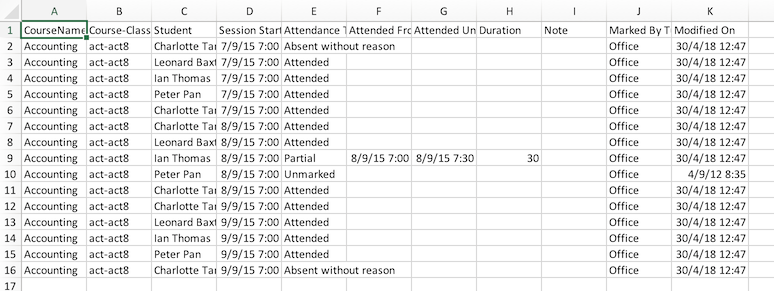 A B C D E F G H I J K
1 CourseName Course-Class Student Session Start Attendance T Attended Fro Attended Un Duration Note Marked By T Modified On
2 Accounting act-act8 Charlotte Tar 7/9/15 7:00 Absent without reason Office 30/4/18 12:47
3 Accounting act-act8 Leonard Baxt 7/9/15 7:00 Attended Office 30/4/18 12:47
4 Accounting act-act8 Ian Thomas 7/9/15 7:00 Attended Office 30/4/18 12:47
5 Accounting act-act8 Peter Pan 7/9/15 7:00 Attended Office 30/4/18 12:47
6 Accounting act-act8 Charlotte Tar 7/9/15 7:00 Attended Office 30/4/18 12:47
7 Accounting act-act8 Charlotte Tar 8/9/15 7:00 Attended Office 30/4/18 12:47
8 Accounting act-act8 Leonard Baxt 8/9/15 7:00 Attended Office 30/4/18 12:47
9 Accounting act-act8 Ian Thomas 8/9/15 7:00 Partial 8/9/15 7:00 8/9/15 7:30 30 Office 30/4/18 12:47
10 Accounting act-act8 Peter Pan 8/9/15 7:00 Unmarked Office 4/9/12 8:35
11 Accounting act-act8 Charlotte Tar 8/9/15 7:00 Attended Office 30/4/18 12:47
12 Accounting act-act8 Charlotte Tar 9/9/15 7:00 Attended Office 30/4/18 12:47
13 Accounting act-act8 Leonard Baxt 9/9/15 7:00 Attended Office 30/4/18 12:47
14 Accounting act-act8 Ian Thomas 9/9/15 7:00 Attended Office 30/4/18 12:47
15 Accounting act-act8 Peter Pan 9/9/15 7:00 Attended Office 30/4/18 12:47
16 Accounting act-act8 Charlotte Tar 9/9/15 7:00 Absent without reason Office 30/4/18 12:47
17